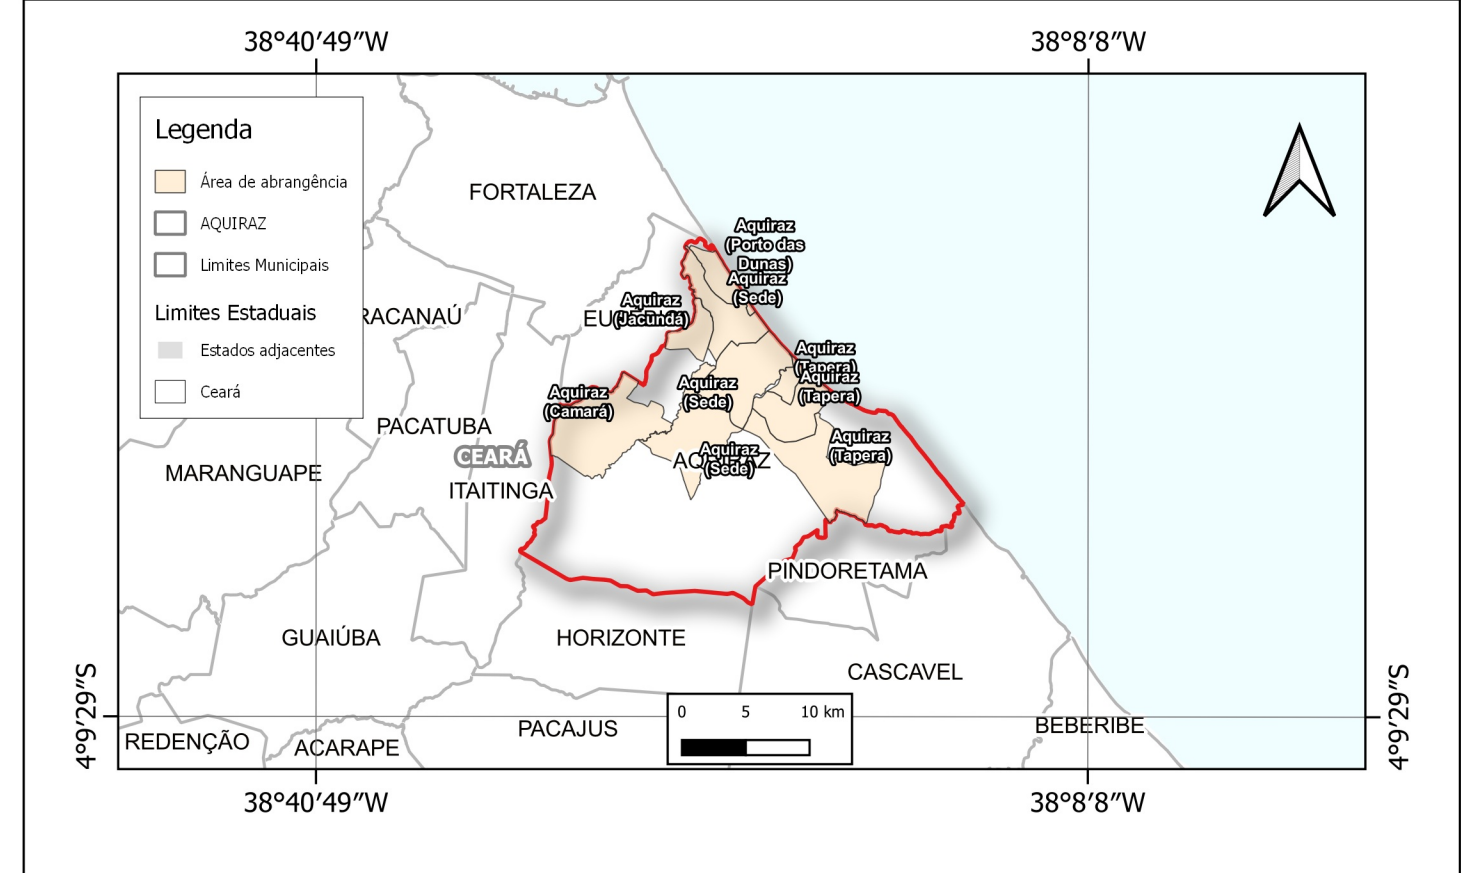 38°40′49″W
38°8′8″W
Legenda
Área de abrangência
AQUIRAZ
Limites Municipais
Limites Estaduais
Estados adjacentes
Ceará
FORTALEZA
Aquiraz
(Porto das
Dunas)
Aquiraz
(Sede)
Aquiraz
(Jacundá)
RACANAÚ
Aquiraz
(Tapera)
Aquiraz
(Tapera)
Aquiraz
(Sede)
Aquiraz
(Camará)
PACATUBA
CEARÁ
Aquiraz
(Tapera)
Aquiraz
(Sede)
MARANGUAPE
ITAITINGA
PINDORETAMA
GUAIÚBA
HORIZONTE
CASCAVEL
4°9′29″S
4°9′29″S
0 5 10 km
PACAJUS
BEBERIBE
REDENÇÃO
ACARAPE
38°40′49″W
38°8′8″W